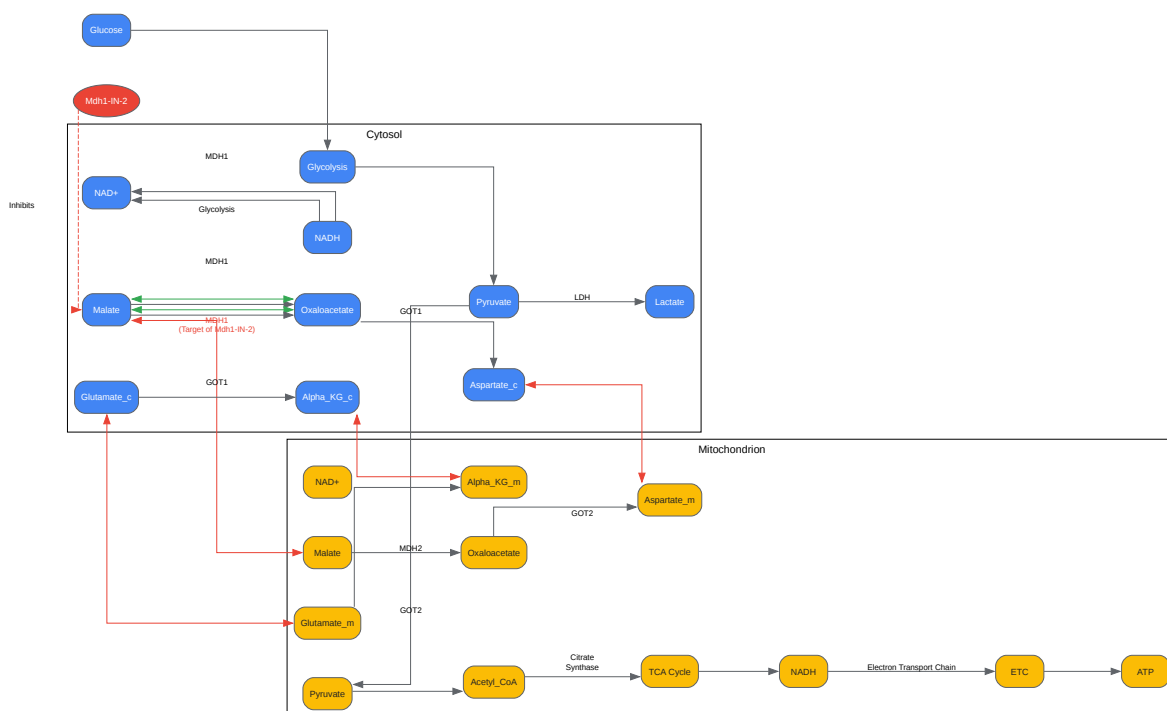 Glucose
Mdh1-IN-2
Cytosol
MDH1
Glycolysis
NAD+
Inhibits
Glycolysis
NADH
MDH1
Malate
Oxaloacetate
Pyruvate
LDH
Lactate
GOT1
MDH1
(Target of Mdh1-IN-2)
GOT1
Aspartate_c
Glutamate_c
Alpha_KG_c
Mitochondrion
NAD+
Alpha_KG_m
Aspartate_m
GOT2
Malate
MDH2
Oxaloacetate
GOT2
Glutamate_m
Citrate
Synthase
TCA Cycle
NADH
Electron Transport Chain
ETC
ATP
Acetyl_CoA
Pyruvate